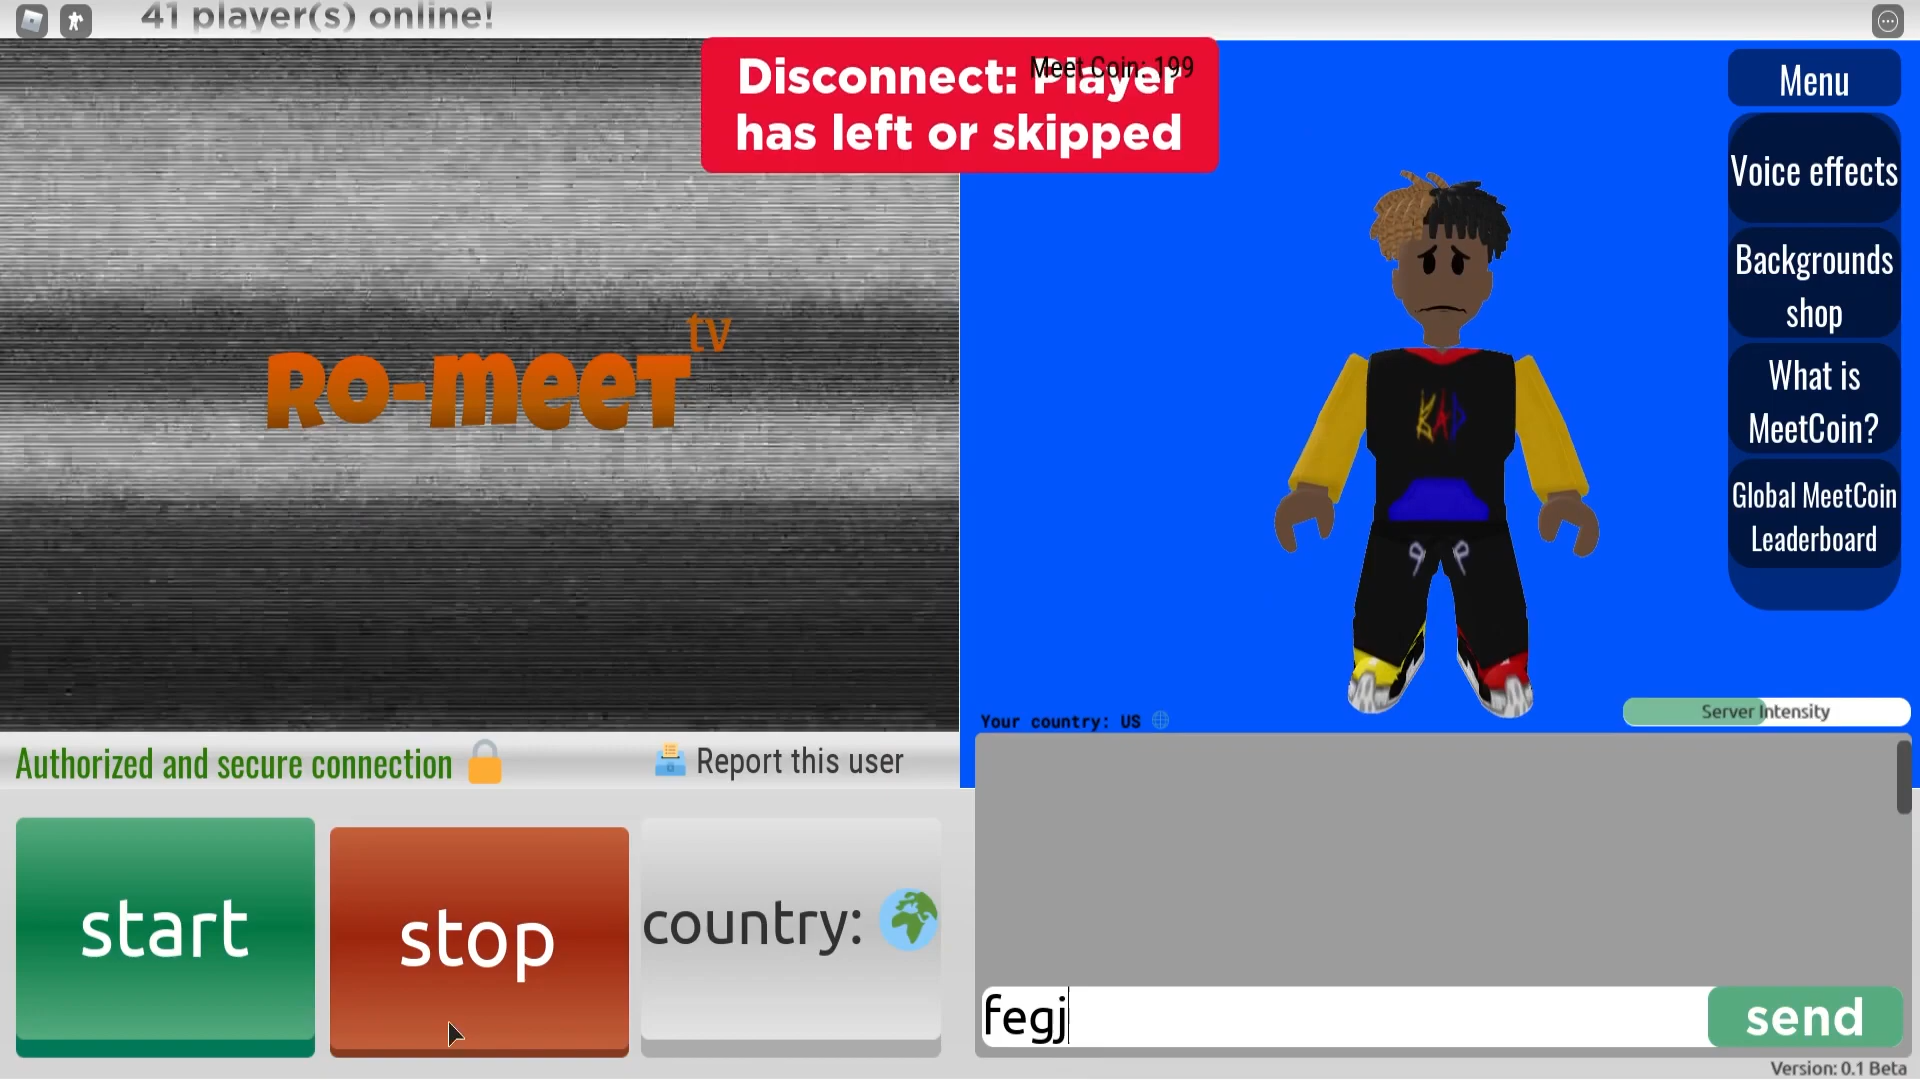 41 player(s) online!
Disconnect: Player
has left or skipped
Meet Coin: 199
Menu
Voice effects
Backgrounds
shop
What is
MeetCoin?
Global MeetCoin
Leaderboard
RO-MEET tv
BAD
Your country: US
Server Intensity
Authorized and secure connection
Report this user
start
stop
country:
fegj
send
Version: 0.1 Beta